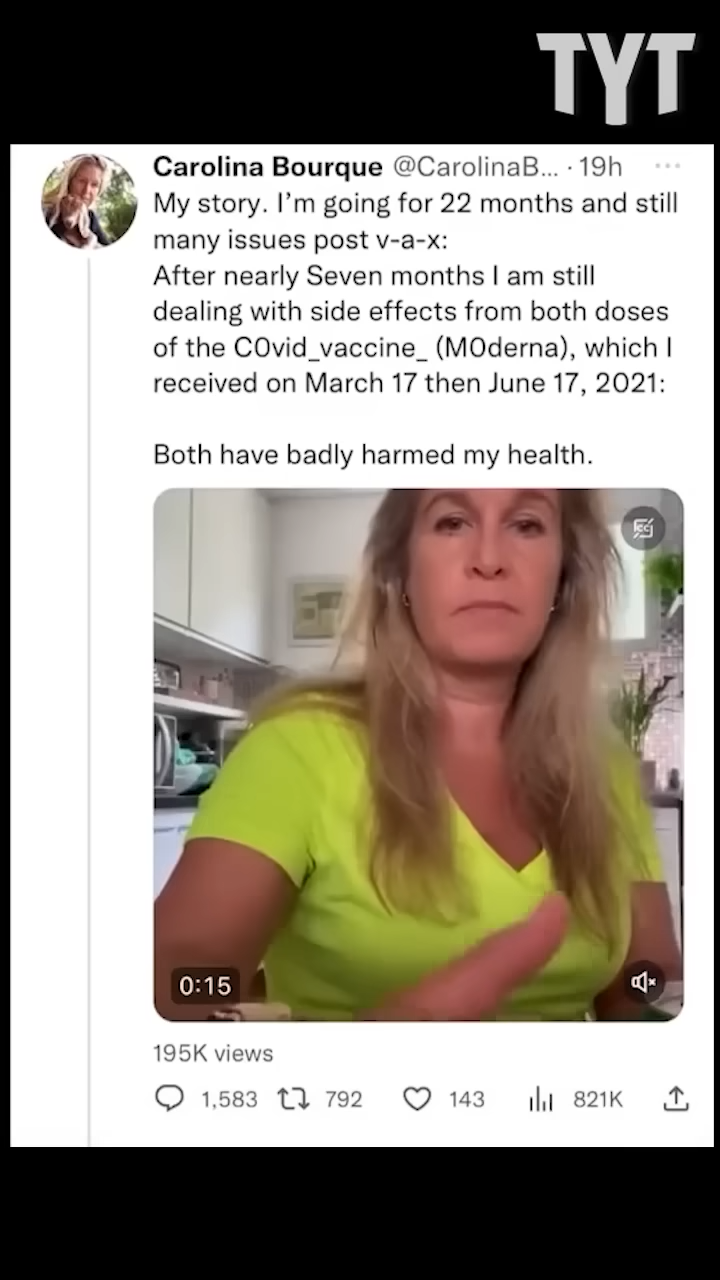 TYT
Carolina Bourque @CarolinaB... · 19h ...
My story. I'm going for 22 months and still
many issues post v-a-x:
After nearly Seven months I am still
dealing with side effects from both doses
of the C0vid_vaccine_ (M0derna), which I
received on March 17 then June 17, 2021:
Both have badly harmed my health.
0:15
195K views
1,583 792 143 821K